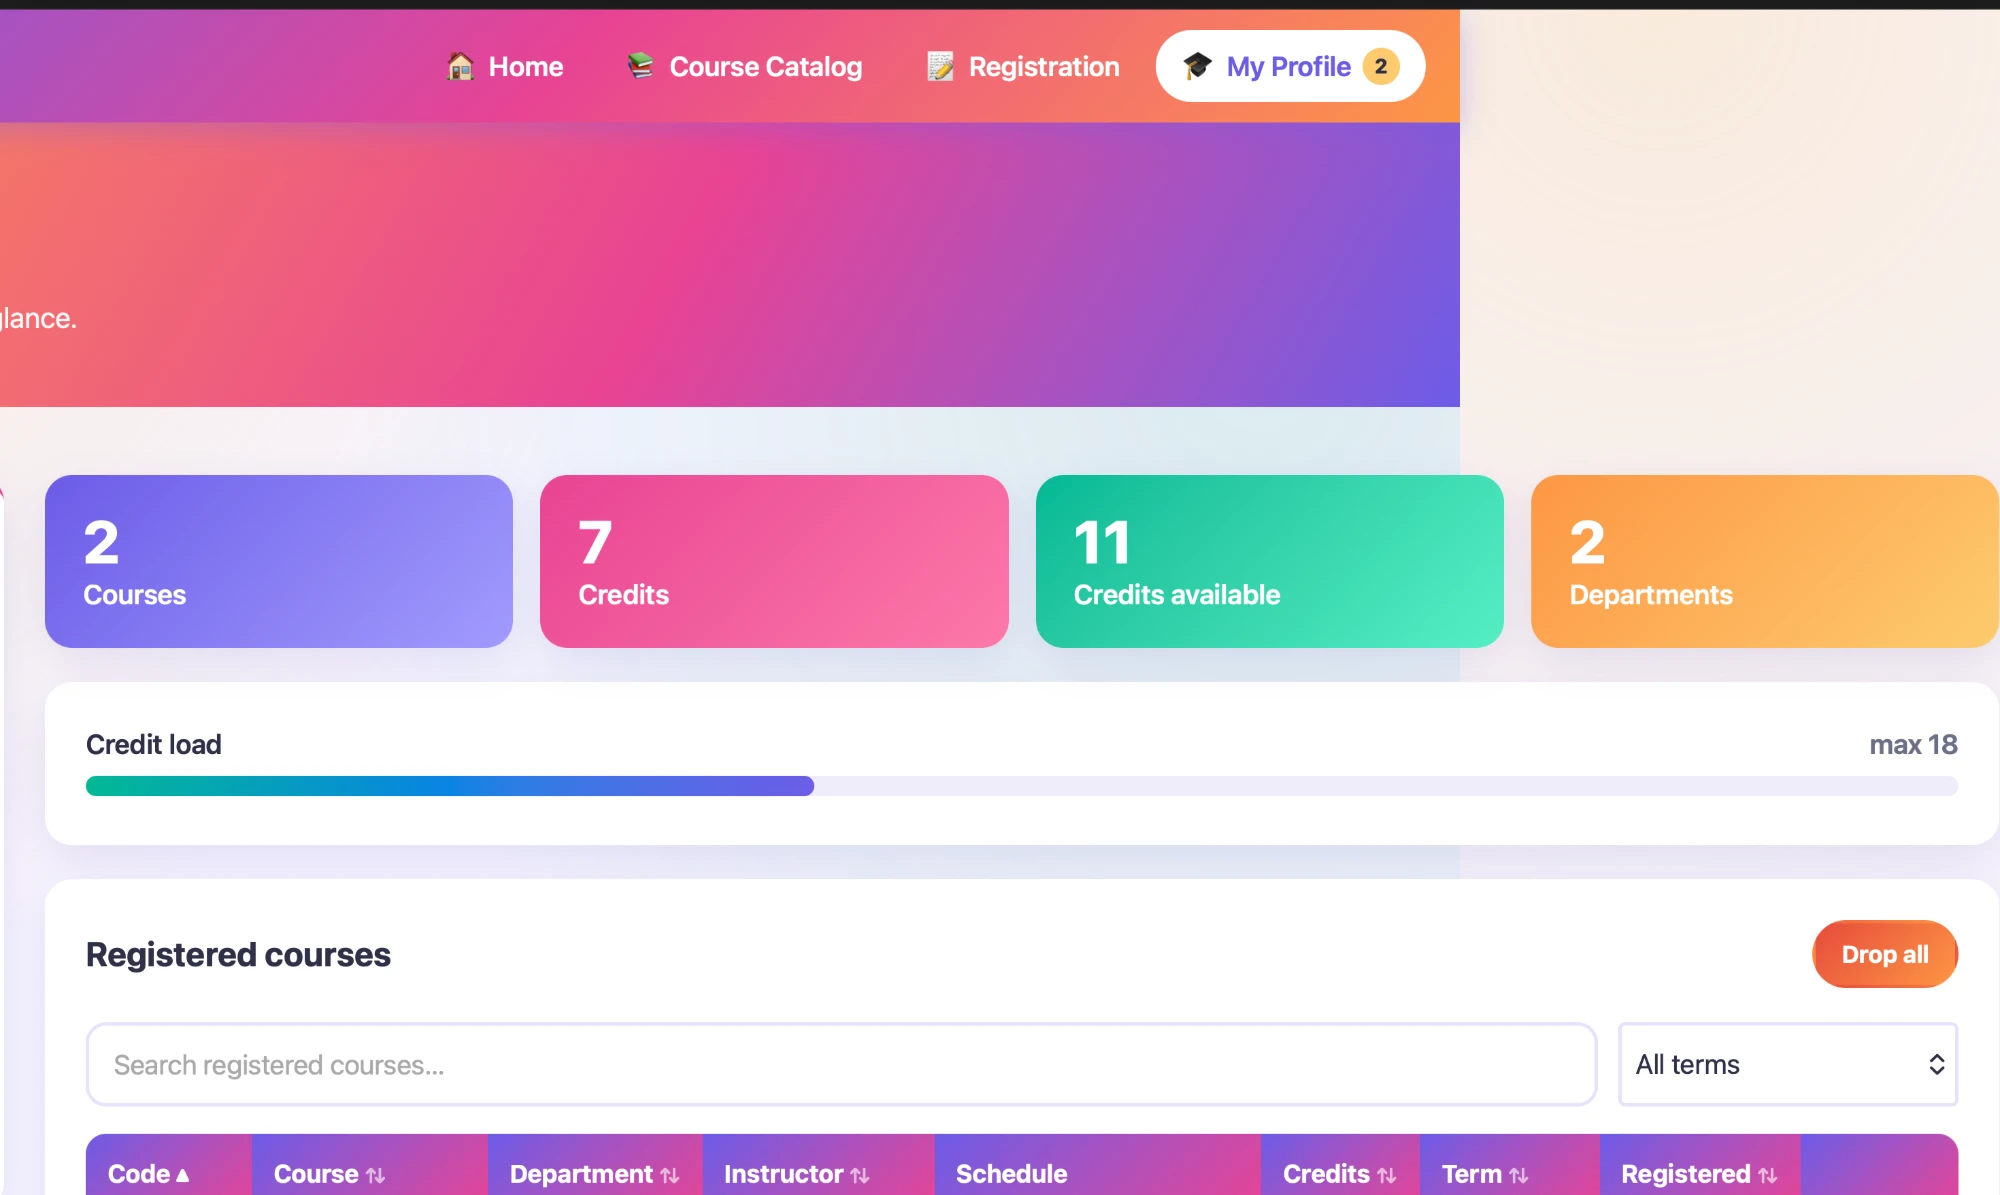 Home Course Catalog Registration My Profile 2
glance.
2 7 11 2
Courses Credits Credits available Departments
Credit load max 18
Registered courses Drop all
Search registered courses... All terms
Code Course Department Instructor Schedule Credits Term Registered